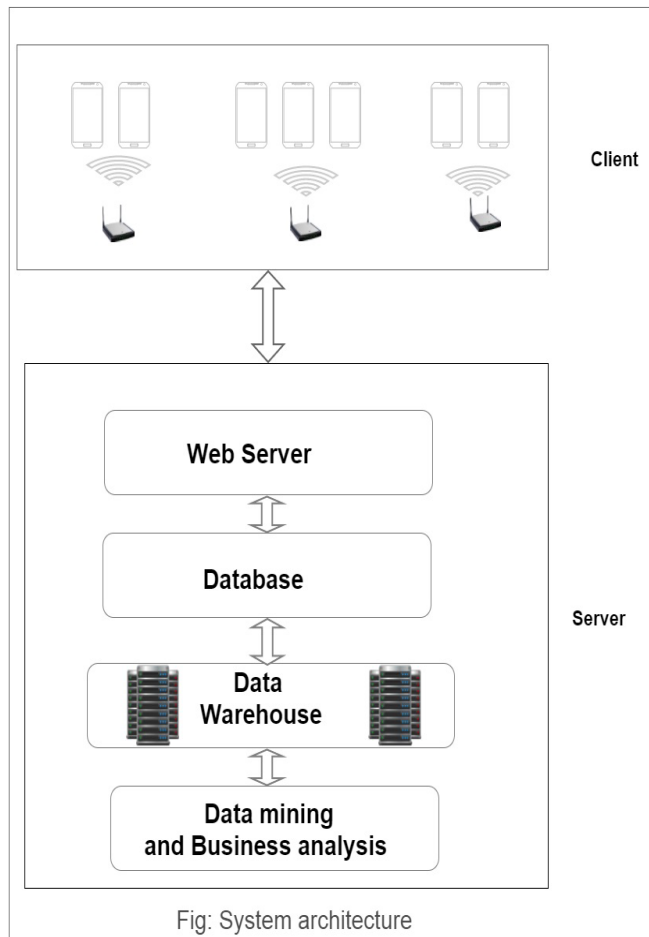 Client
Web Server
Database
Server
Data
Warehouse
Data mining
and Business analysis
Fig: System architecture